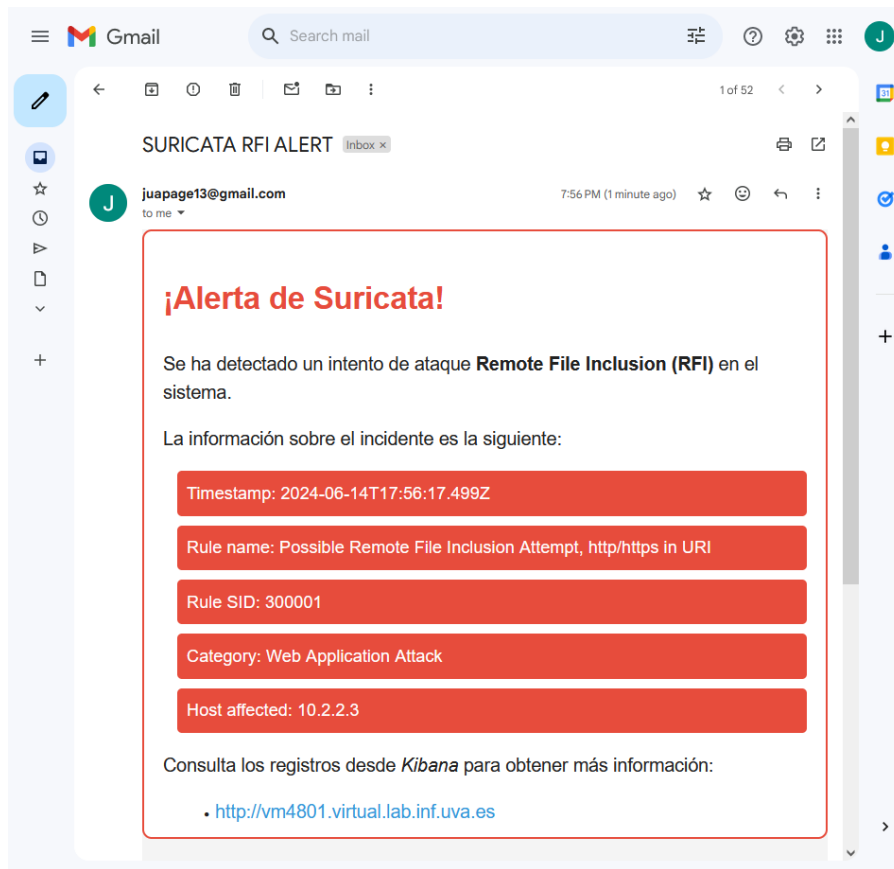 Gmail
Search mail
J
1 of 52
31
SURICATA RFI ALERT Inbox ×
J
juapage13@gmail.com 7:56 PM (1 minute ago)
to me
¡Alerta de Suricata!
Se ha detectado un intento de ataque Remote File Inclusion (RFI) en el
sistema.
La información sobre el incidente es la siguiente:
Timestamp: 2024-06-14T17:56:17.499Z
Rule name: Possible Remote File Inclusion Attempt, http/https in URI
Rule SID: 300001
Category: Web Application Attack
Host affected: 10.2.2.3
Consulta los registros desde Kibana para obtener más información:
• http://vm4801.virtual.lab.inf.uva.es